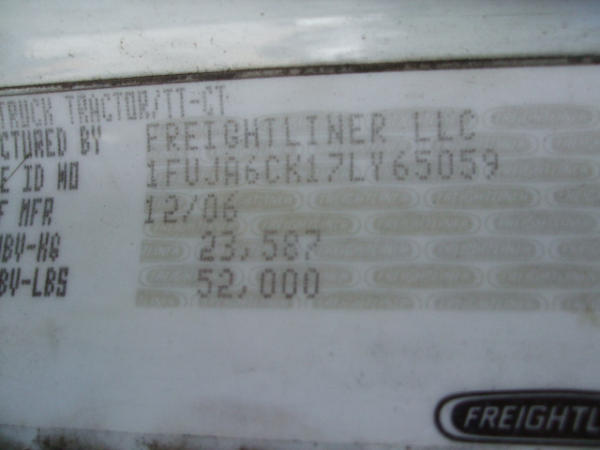 TRUCK TRACTOR/TT-CT
CTURED BY FREIGHTLINER LLC
E ID NO 1FUJA6CK17LY65059
F MFR 12/06
WBV-KG 23,587
BV-LBS 52,000
FREIGHTL